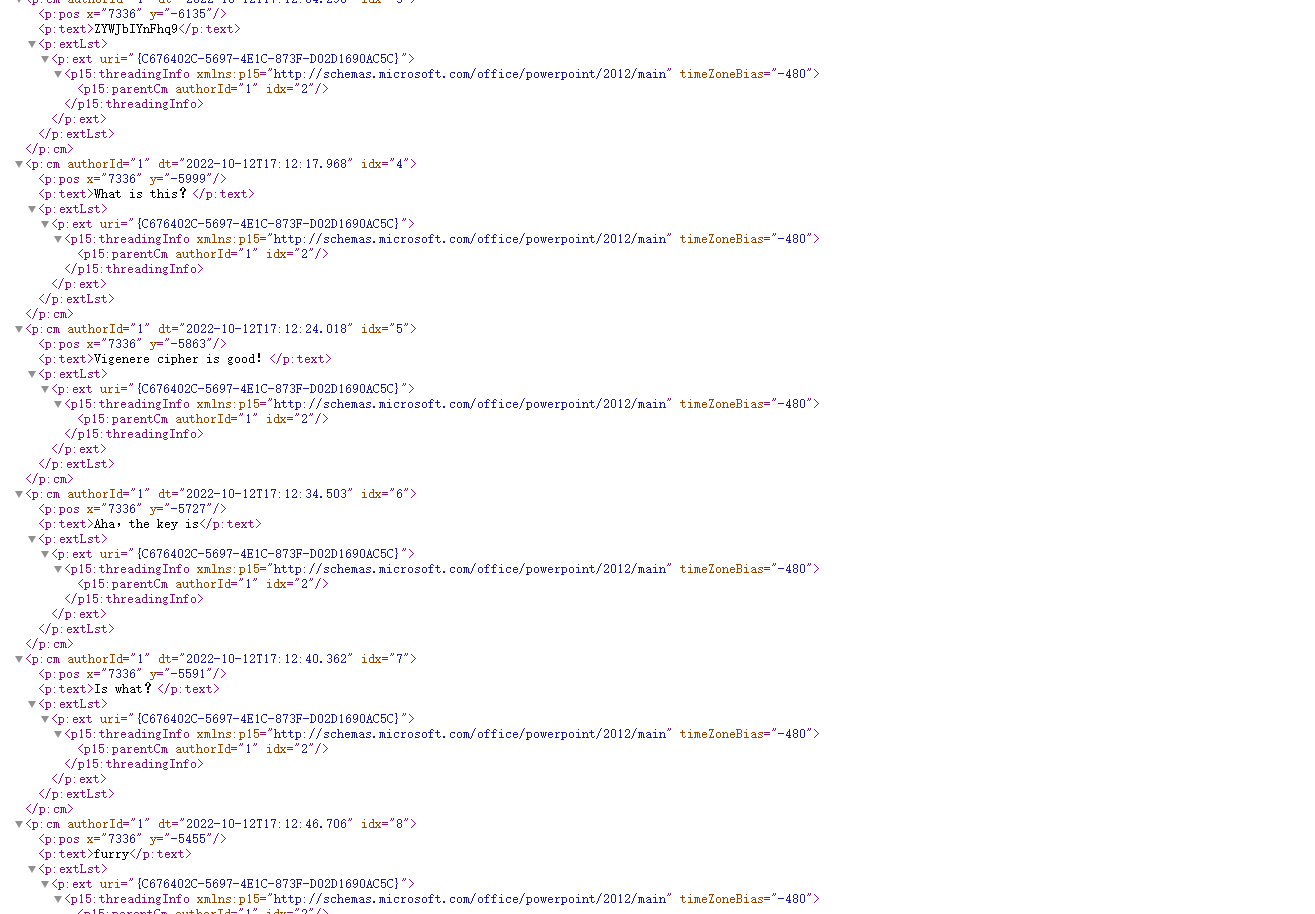 <p:pos x="7336" y="-6135"/>
<p:text>ZYWJbIYnFhq9</p:text>
▼<p:extLst>
▼<p:ext uri="{C676402C-5697-4E1C-873F-D02D1690AC5C}">
▼<p15:threadingInfo xmlns:p15="http://schemas.microsoft.com/office/powerpoint/2012/main" timeZoneBias="-480">
<p15:parentCm authorId="1" idx="2"/>
</p15:threadingInfo>
</p:ext>
</p:extLst>
</p:cm>
▼<p:cm authorId="1" dt="2022-10-12T17:12:17.968" idx="4">
<p:pos x="7336" y="-5999"/>
<p:text>What is this？</p:text>
▼<p:extLst>
▼<p:ext uri="{C676402C-5697-4E1C-873F-D02D1690AC5C}">
▼<p15:threadingInfo xmlns:p15="http://schemas.microsoft.com/office/powerpoint/2012/main" timeZoneBias="-480">
<p15:parentCm authorId="1" idx="2"/>
</p15:threadingInfo>
</p:ext>
</p:extLst>
</p:cm>
▼<p:cm authorId="1" dt="2022-10-12T17:12:24.018" idx="5">
<p:pos x="7336" y="-5863"/>
<p:text>Vigenere cipher is good！</p:text>
▼<p:extLst>
▼<p:ext uri="{C676402C-5697-4E1C-873F-D02D1690AC5C}">
▼<p15:threadingInfo xmlns:p15="http://schemas.microsoft.com/office/powerpoint/2012/main" timeZoneBias="-480">
<p15:parentCm authorId="1" idx="2"/>
</p15:threadingInfo>
</p:ext>
</p:extLst>
</p:cm>
▼<p:cm authorId="1" dt="2022-10-12T17:12:34.503" idx="6">
<p:pos x="7336" y="-5727"/>
<p:text>Aha，the key is</p:text>
▼<p:extLst>
▼<p:ext uri="{C676402C-5697-4E1C-873F-D02D1690AC5C}">
▼<p15:threadingInfo xmlns:p15="http://schemas.microsoft.com/office/powerpoint/2012/main" timeZoneBias="-480">
<p15:parentCm authorId="1" idx="2"/>
</p15:threadingInfo>
</p:ext>
</p:extLst>
</p:cm>
▼<p:cm authorId="1" dt="2022-10-12T17:12:40.362" idx="7">
<p:pos x="7336" y="-5591"/>
<p:text>Is what？</p:text>
▼<p:extLst>
▼<p:ext uri="{C676402C-5697-4E1C-873F-D02D1690AC5C}">
▼<p15:threadingInfo xmlns:p15="http://schemas.microsoft.com/office/powerpoint/2012/main" timeZoneBias="-480">
<p15:parentCm authorId="1" idx="2"/>
</p15:threadingInfo>
</p:ext>
</p:extLst>
</p:cm>
▼<p:cm authorId="1" dt="2022-10-12T17:12:46.706" idx="8">
<p:pos x="7336" y="-5455"/>
<p:text>furry</p:text>
▼<p:extLst>
▼<p:ext uri="{C676402C-5697-4E1C-873F-D02D1690AC5C}">
▼<p15:threadingInfo xmlns:p15="http://schemas.microsoft.com/office/powerpoint/2012/main" timeZoneBias="-480">
<p15:parentCm authorId="1" idx="2"/>